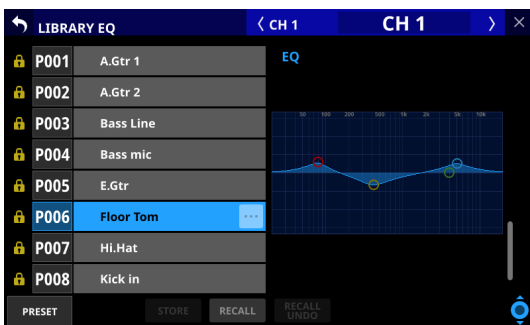 LIBRARY EQ
CH 1
CH 1
P001 A.Gtr 1
P002 A.Gtr 2
P003 Bass Line
P004 Bass mic
P005 E.Gtr
P006 Floor Tom ...
P007 Hi.Hat
P008 Kick in
EQ
50 100 200 500 1k 2k 5k 10k
PRESET
STORE
RECALL
RECALL
UNDO